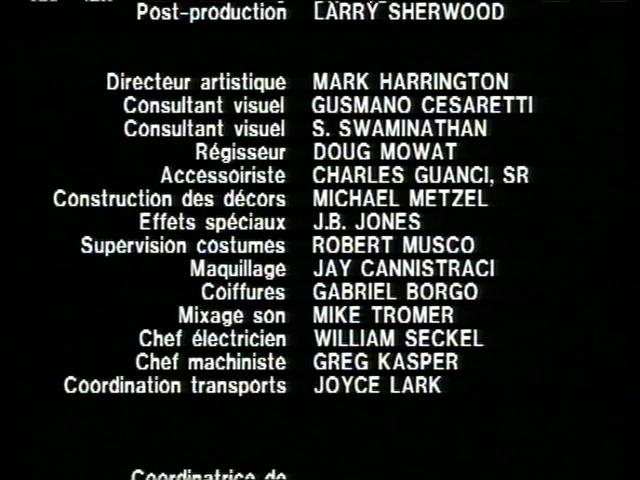 Post-production LARRY SHERWOOD
Directeur artistique MARK HARRINGTON
Consultant visuel GUSMANO CESARETTI
Consultant visuel S. SWAMINATHAN
Régisseur DOUG MOWAT
Accessoiriste CHARLES GUANCI, SR
Construction des décors MICHAEL METZEL
Effets spéciaux J.B. JONES
Supervision costumes ROBERT MUSCO
Maquillage JAY CANNISTRACI
Coiffures GABRIEL BORGO
Mixage son MIKE TROMER
Chef électricien WILLIAM SECKEL
Chef machiniste GREG KASPER
Coordination transports JOYCE LARK
Coordinatrice de